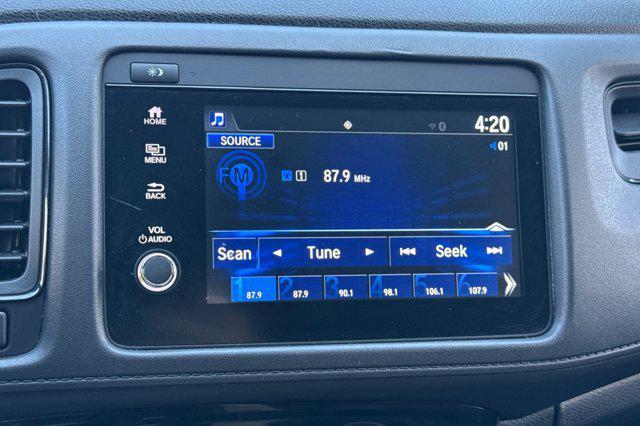 HOME
MENU
BACK
VOL
AUDIO
4:20
SOURCE
01
FM
1 87.9 MHz
Scan Tune Seek
1 87.9
2 87.9
3 90.1
4 98.1
5 106.1
6 107.9